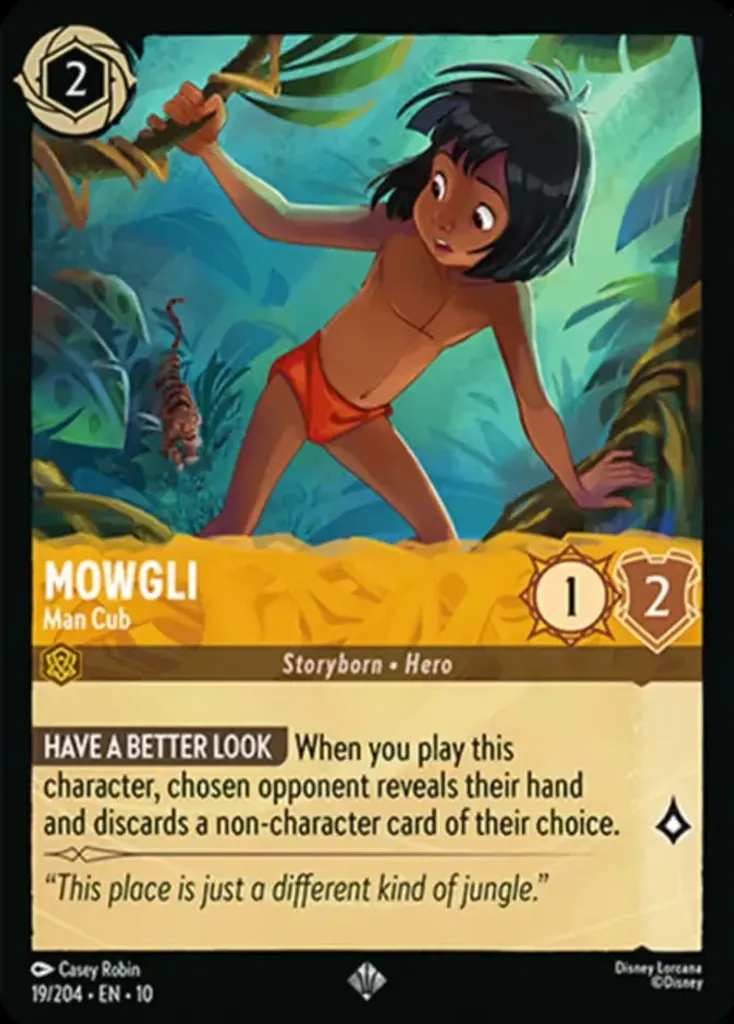 2
MOWGLI
Man Cub
1
2
Storyborn • Hero
HAVE A BETTER LOOK When you play this
character, chosen opponent reveals their hand
and discards a non-character card of their choice.
“This place is just a different kind of jungle.”
Casey Robin
Disney Lorcana
19/204 • EN • 10
©Disney